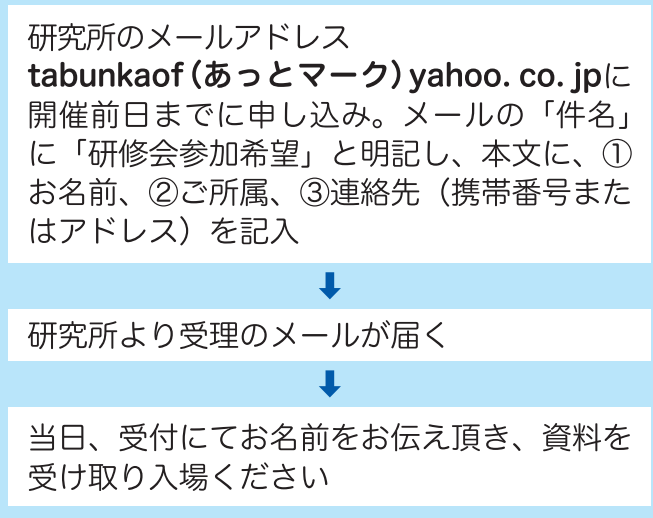 研究所のメールアドレス
tabunkaof(あっとマーク)yahoo. co. jpに
開催前日までに申し込み。メールの「件名」
に「研修会参加希望」と明記し、本文に、①
お名前、②ご所属、③連絡先（携帯番号また
はアドレス）を記入
研究所より受理のメールが届く
当日、受付にてお名前をお伝え頂き、資料を
受け取り入場ください